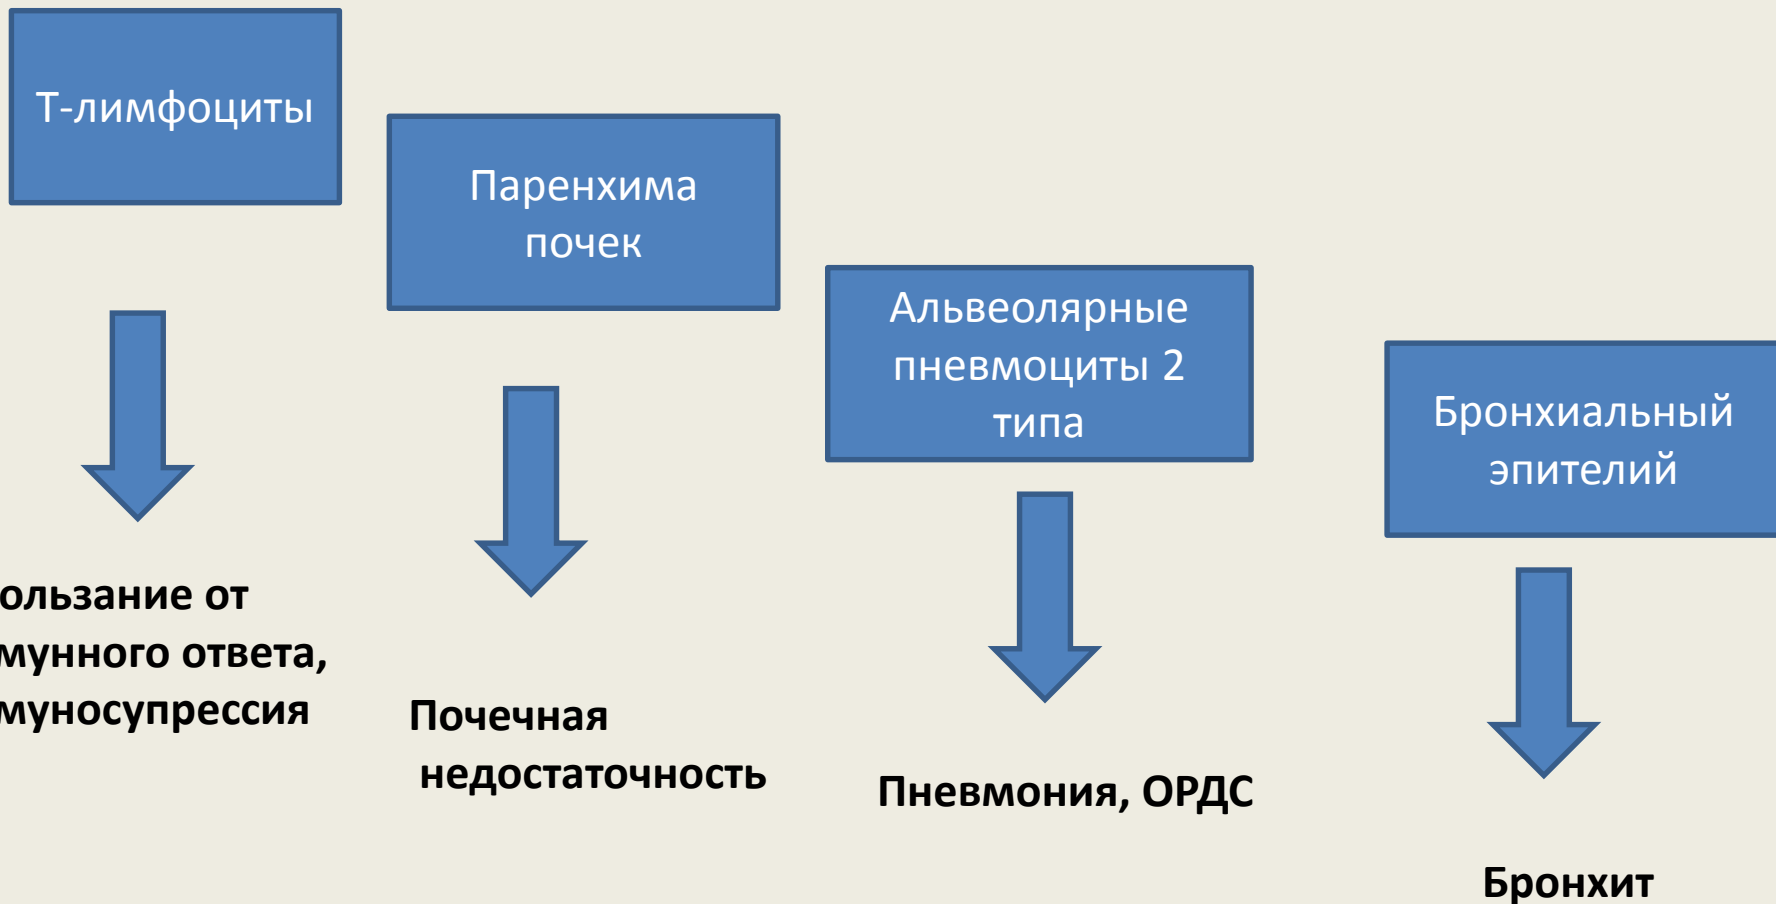 Т-лимфоциты
Паренхима
почек
Альвеолярные
пневмоциты 2
типа
Бронхиальный
эпителий
ользание от
мунного ответа,
муносупрессия
Почечная
недостаточность
Пневмония, ОРДС
Бронхит